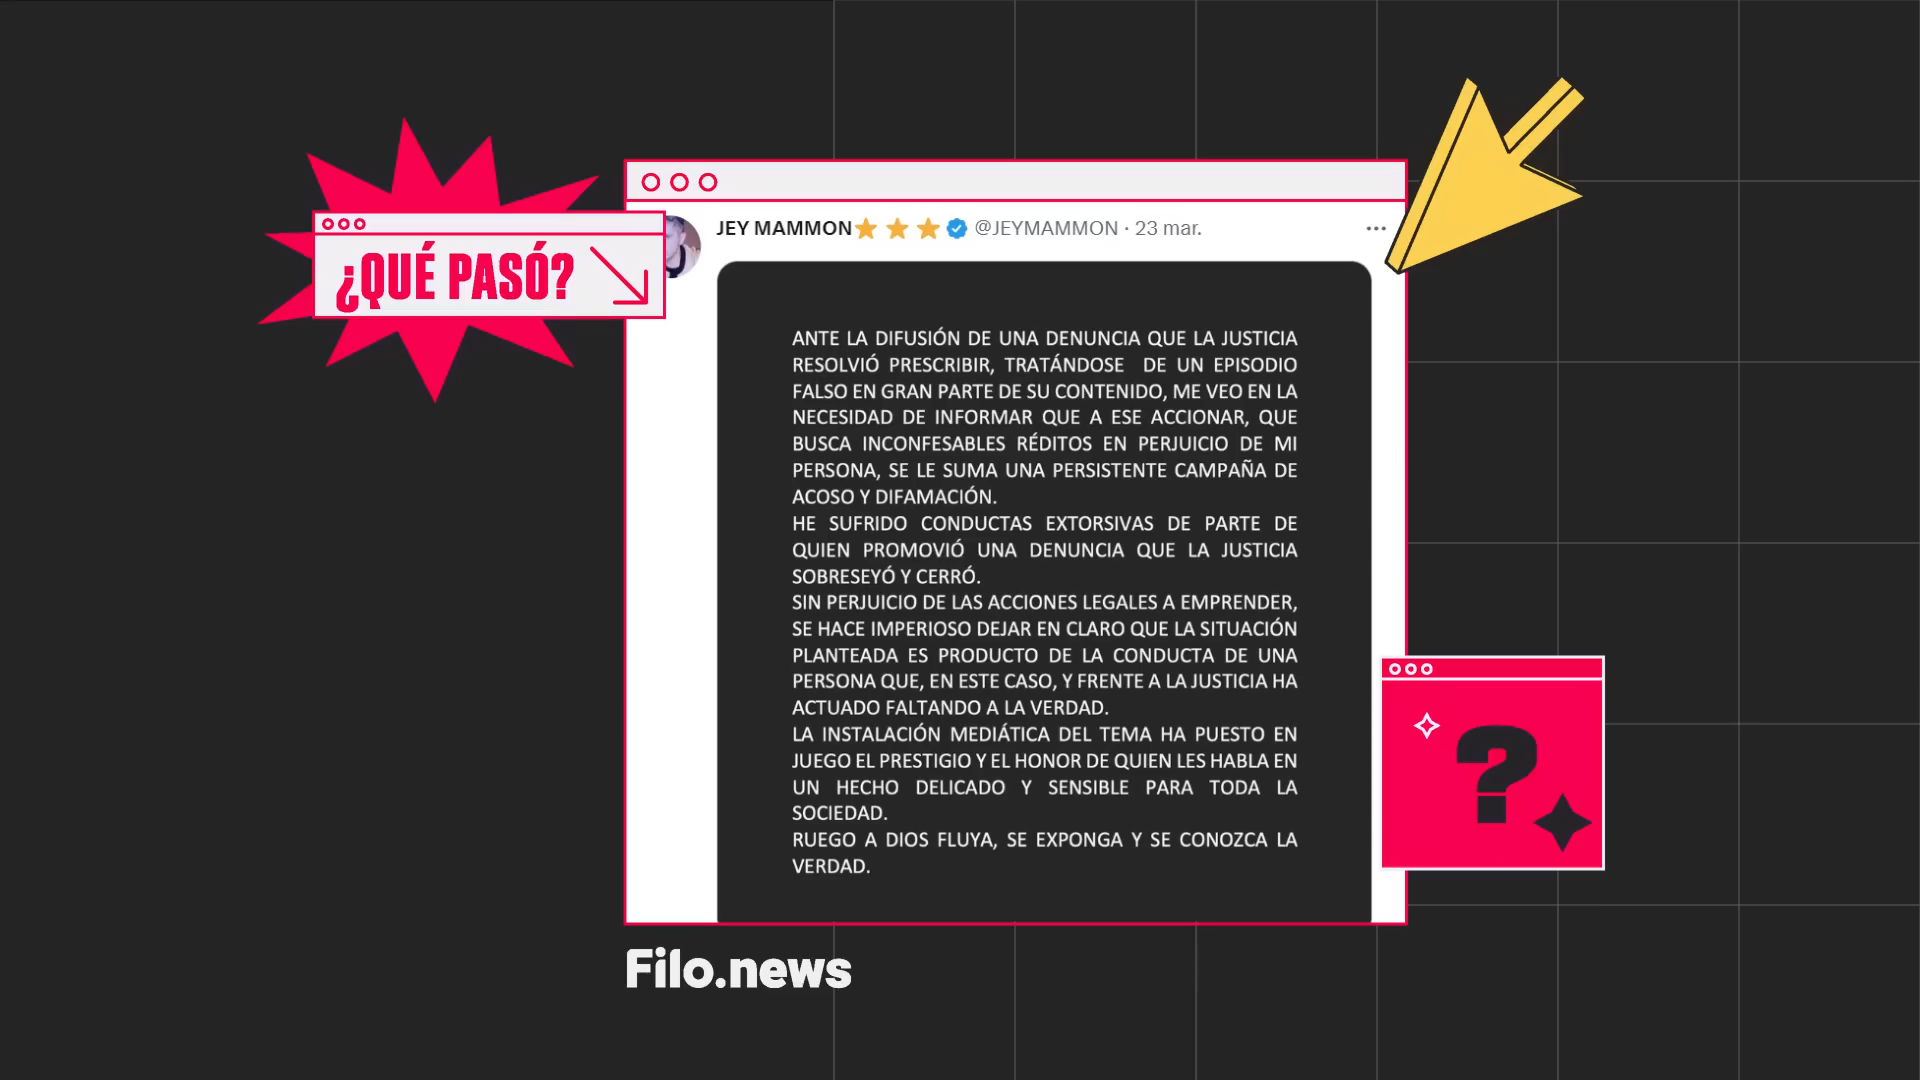 ¿QUÉ PASÓ?
JEY MAMMON @JEYMAMMON · 23 mar.
ANTE LA DIFUSIÓN DE UNA DENUNCIA QUE LA JUSTICIA
RESOLVIÓ PRESCRIBIR, TRATÁNDOSE DE UN EPISODIO
FALSO EN GRAN PARTE DE SU CONTENIDO, ME VEO EN LA
NECESIDAD DE INFORMAR QUE A ESE ACCIONAR, QUE
BUSCA INCONFESABLES RÉDITOS EN PERJUICIO DE MI
PERSONA, SE LE SUMA UNA PERSISTENTE CAMPAÑA DE
ACOSO Y DIFAMACIÓN.
HE SUFRIDO CONDUCTAS EXTORSIVAS DE PARTE DE
QUIEN PROMOVIÓ UNA DENUNCIA QUE LA JUSTICIA
SOBRESEYÓ Y CERRÓ.
SIN PERJUICIO DE LAS ACCIONES LEGALES A EMPRENDER,
SE HACE IMPERIOSO DEJAR EN CLARO QUE LA SITUACIÓN
PLANTEADA ES PRODUCTO DE LA CONDUCTA DE UNA
PERSONA QUE, EN ESTE CASO, Y FRENTE A LA JUSTICIA HA
ACTUADO FALTANDO A LA VERDAD.
LA INSTALACIÓN MEDIÁTICA DEL TEMA HA PUESTO EN
JUEGO EL PRESTIGIO Y EL HONOR DE QUIEN LES HABLA EN
UN HECHO DELICADO Y SENSIBLE PARA TODA LA
SOCIEDAD.
RUEGO A DIOS FLUYA, SE EXPONGA Y SE CONOZCA LA
VERDAD.
?
Filo.news